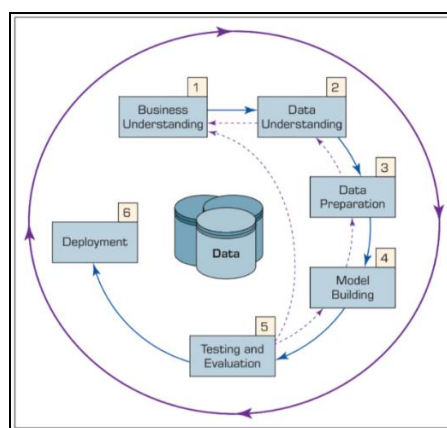 1
Business
Understanding
2
Data
Understanding
3
Data
Preparation
4
Model
Building
5
Testing and
Evaluation
6
Deployment
Data